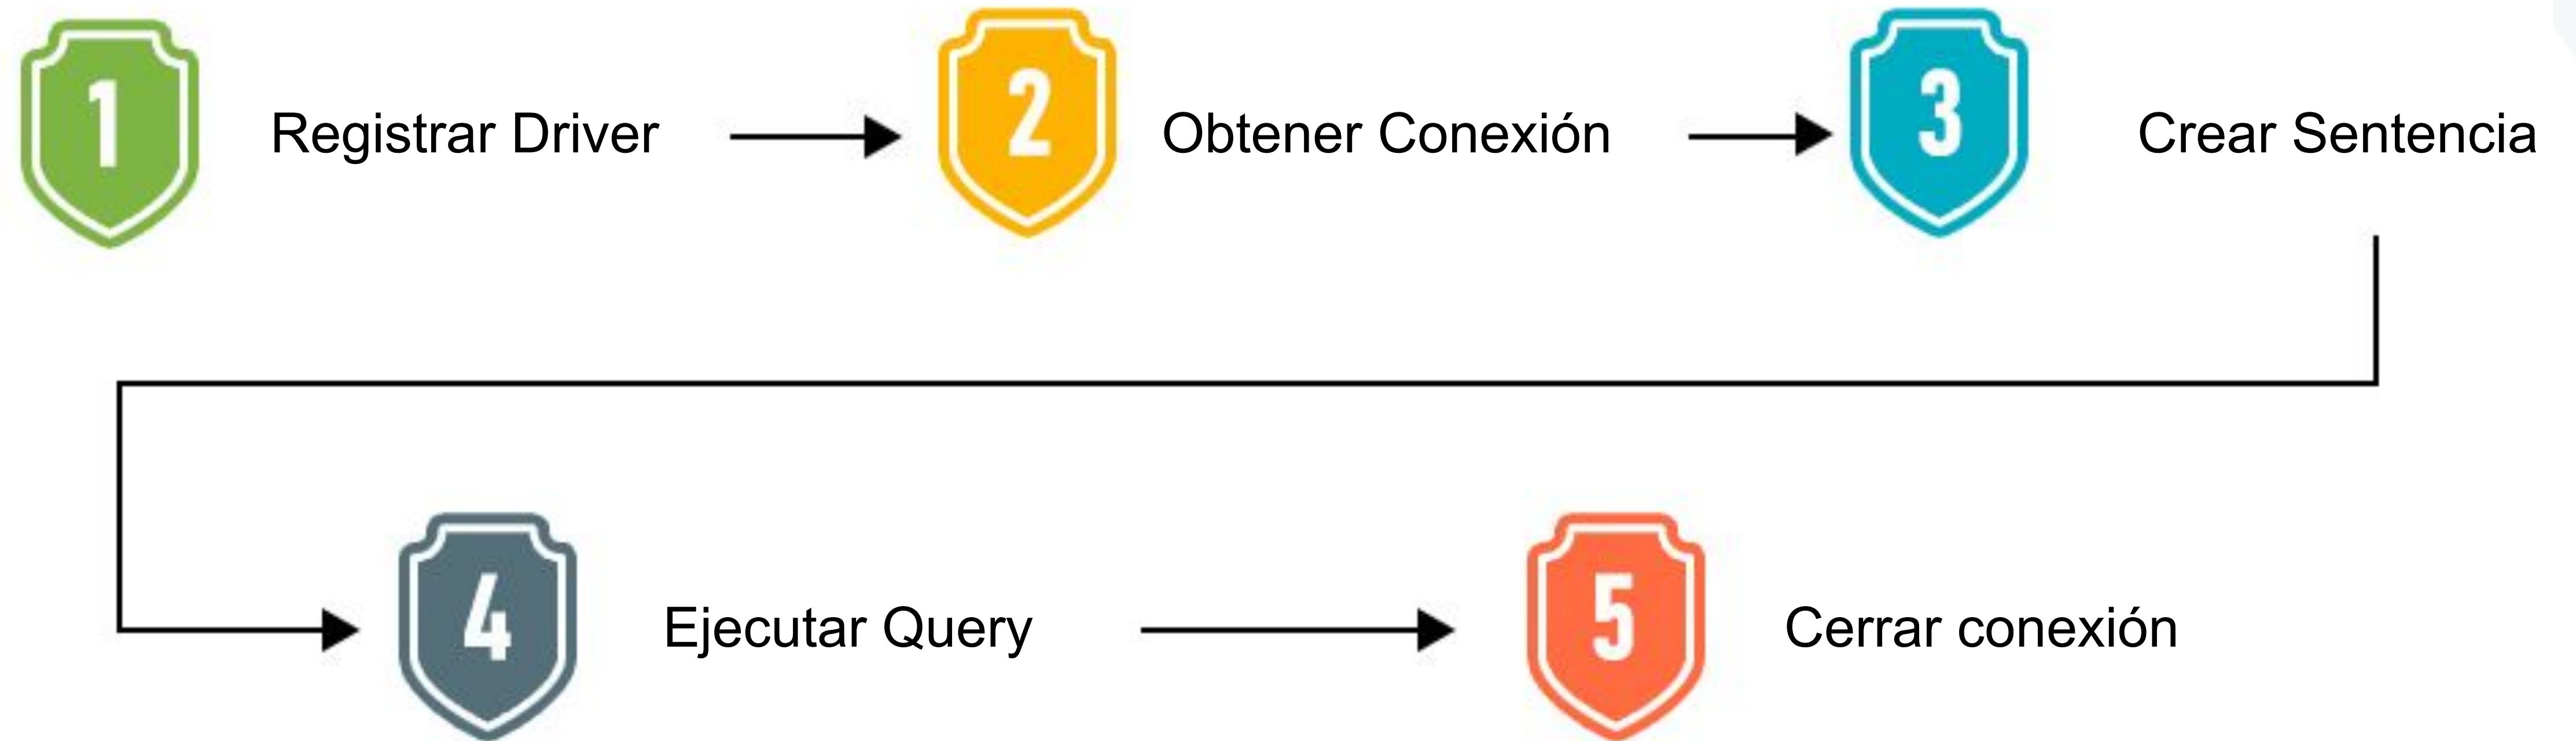 1
Registrar Driver
2
Obtener Conexión
3
Crear Sentencia
4
Ejecutar Query
5
Cerrar conexión